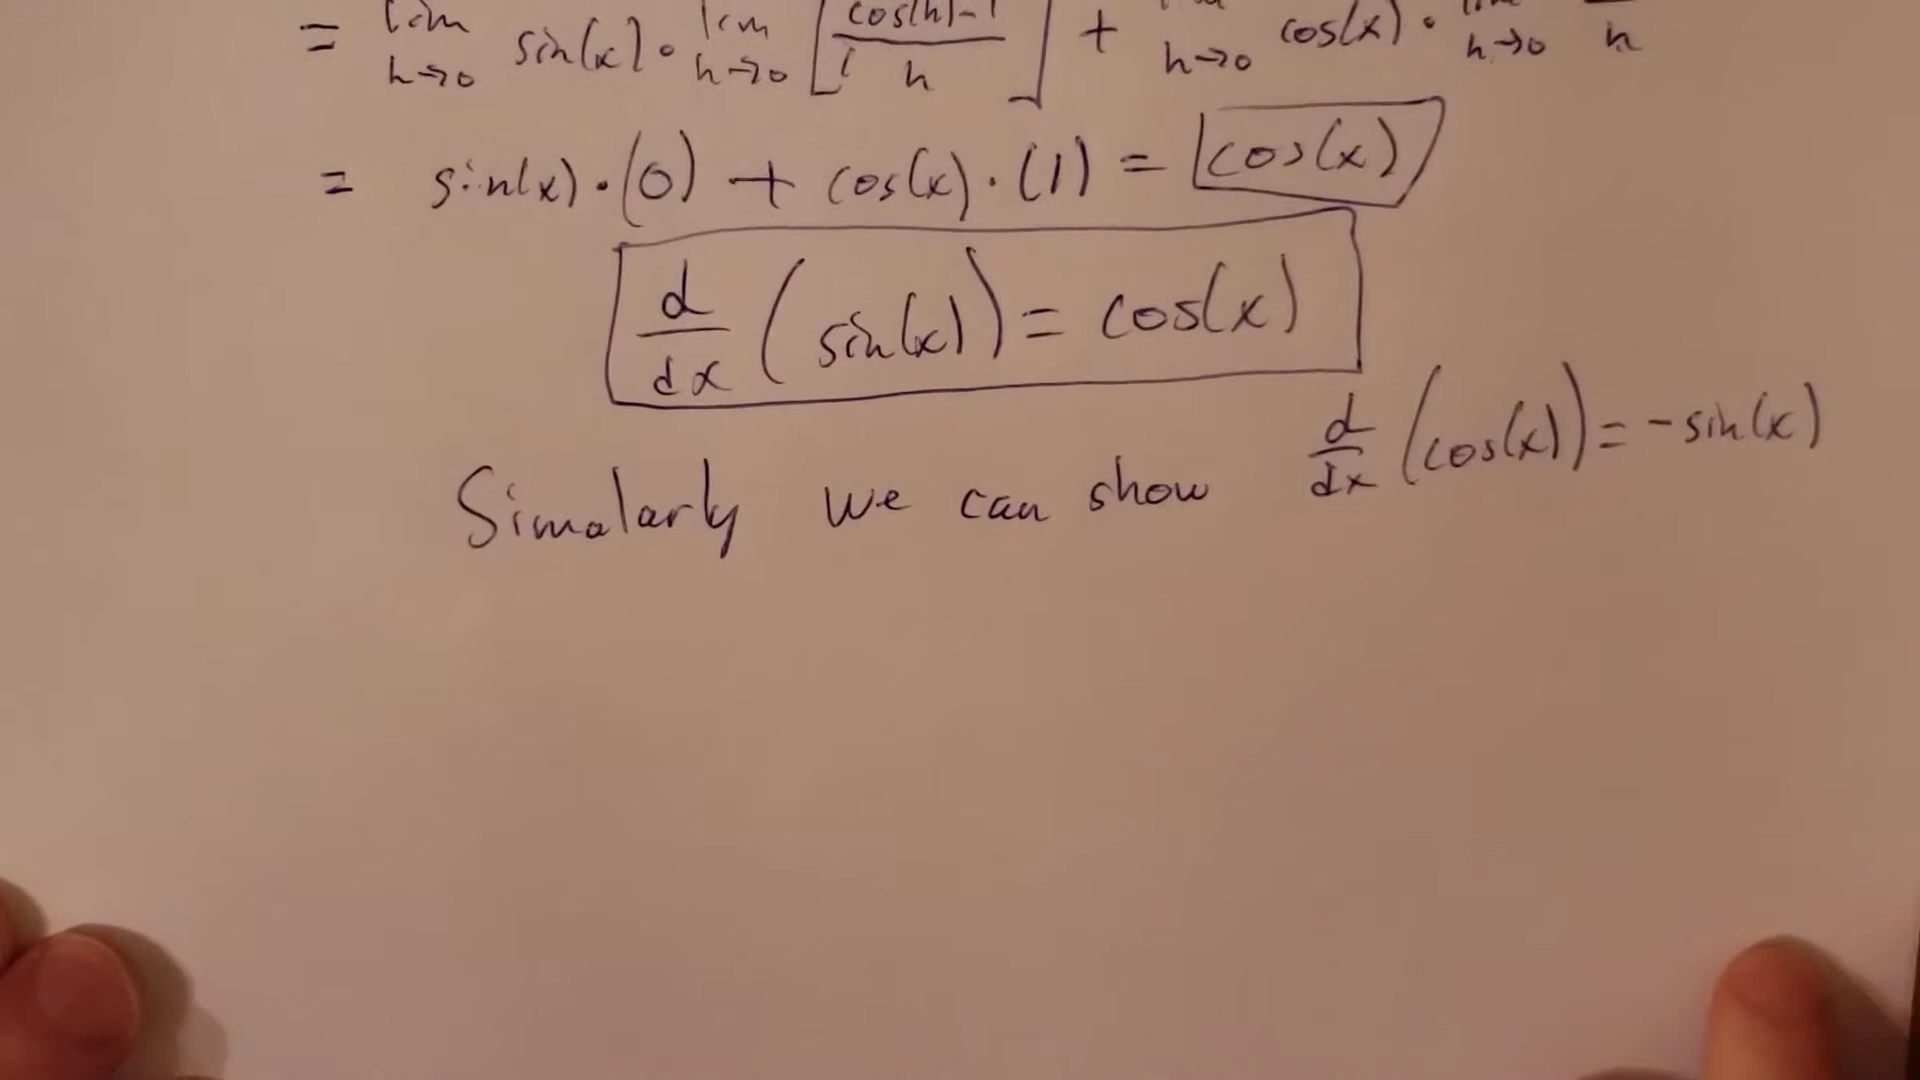 = lim h→0 sin(x) · lim h→0 [cos(h)-1 / h] + h→0 cos(x) · lim h→0 h
= sin(x)·(0) + cos(x)·(1) = cos(x)
d/dx (sin(x)) = cos(x)
Simalarly we can show d/dx (cos(x)) = -sin(x)